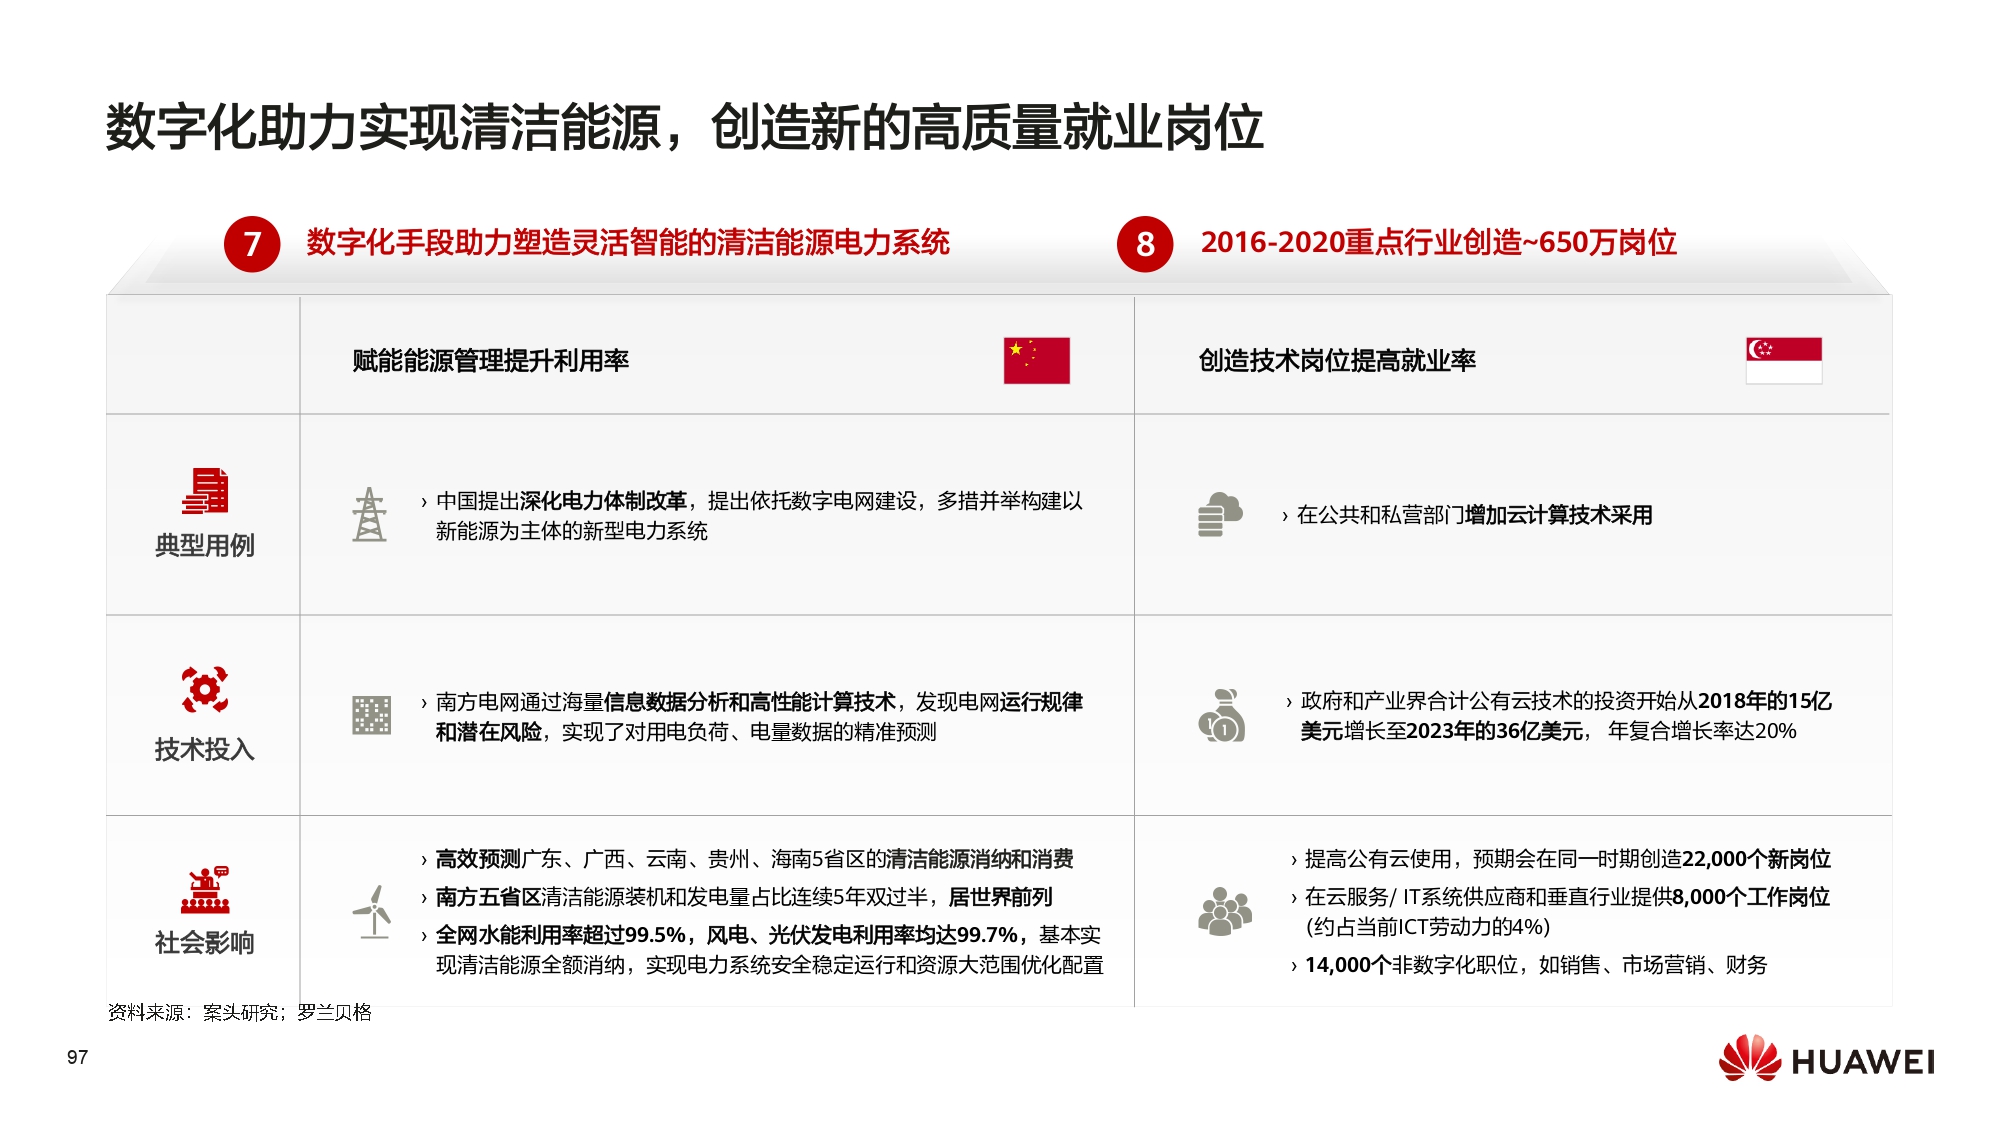 数字化助力实现清洁能源，创造新的高质量就业岗位
7 数字化手段助力塑造灵活智能的清洁能源电力系统
8 2016-2020重点行业创造~650万岗位
赋能能源管理提升利用率
创造技术岗位提高就业率
典型用例
› 中国提出深化电力体制改革，提出依托数字电网建设，多措并举构建以
新能源为主体的新型电力系统
› 在公共和私营部门增加云计算技术采用
技术投入
› 南方电网通过海量信息数据分析和高性能计算技术，发现电网运行规律
和潜在风险，实现了对用电负荷、电量数据的精准预测
› 政府和产业界合计公有云技术的投资开始从2018年的15亿
美元增长至2023年的36亿美元， 年复合增长率达20%
社会影响
› 高效预测广东、广西、云南、贵州、海南5省区的清洁能源消纳和消费
› 南方五省区清洁能源装机和发电量占比连续5年双过半，居世界前列
› 全网水能利用率超过99.5%，风电、光伏发电利用率均达99.7%，基本实
现清洁能源全额消纳，实现电力系统安全稳定运行和资源大范围优化配置
› 提高公有云使用，预期会在同一时期创造22,000个新岗位
› 在云服务/ IT系统供应商和垂直行业提供8,000个工作岗位
(约占当前ICT劳动力的4%)
› 14,000个非数字化职位，如销售、市场营销、财务
资料来源：案头研究；罗兰贝格
97
HUAWEI